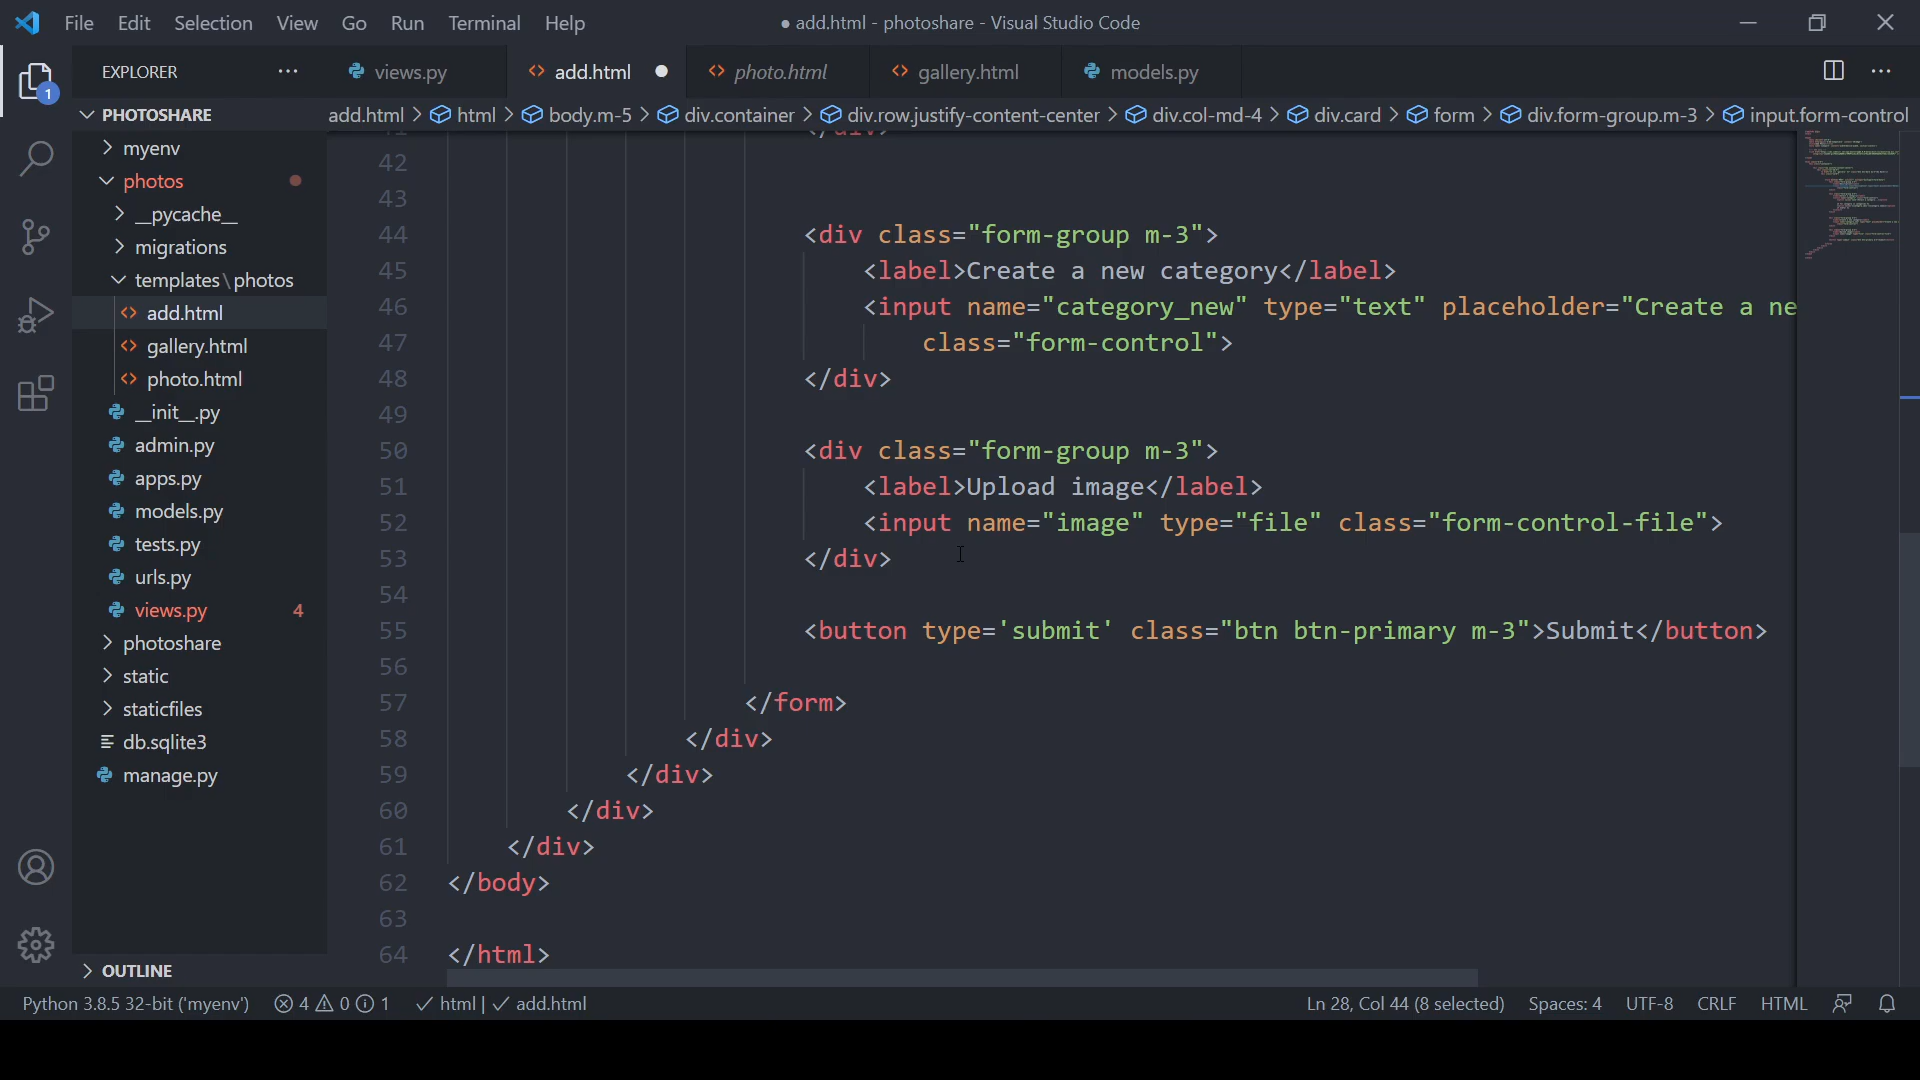 File Edit Selection View Go Run Terminal Help
● add.html - photoshare - Visual Studio Code
1
EXPLORER
views.py
add.html
photo.html
gallery.html
models.py
PHOTOSHARE
add.html > html > body.m-5 > div.container > div.row.justify-content-center > div.col-md-4 > div.card > form > div.form-group.m-3 > input.form-control
myenv
photos
__pycache__
migrations
templates\photos
add.html
gallery.html
photo.html
__init__.py
admin.py
apps.py
models.py
tests.py
urls.py
views.py 4
photoshare
static
staticfiles
db.sqlite3
manage.py
OUTLINE
41 </div>
42
43
44 <div class="form-group m-3">
45 <label>Create a new category</label>
46 <input name="category_new" type="text" placeholder="Create a ne
47 class="form-control">
48 </div>
49
50 <div class="form-group m-3">
51 <label>Upload image</label>
52 <input name="image" type="file" class="form-control-file">
53 </div>
54
55 <button type='submit' class="btn btn-primary m-3">Submit</button>
56
57 </form>
58 </div>
59 </div>
60 </div>
61 </div>
62 </body>
63
64 </html>
Python 3.8.5 32-bit ('myenv') 4 0 1 html | add.html
Ln 28, Col 44 (8 selected) Spaces: 4 UTF-8 CRLF HTML